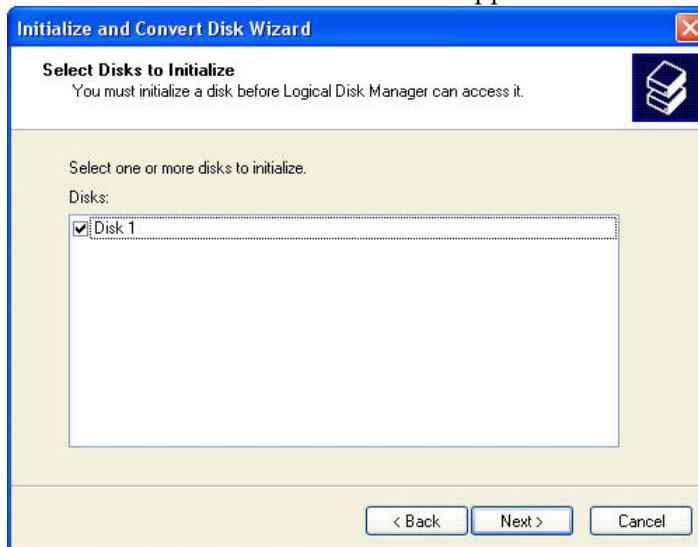 Initialize and Convert Disk Wizard
Select Disks to Initialize
You must initialize a disk before Logical Disk Manager can access it.
Select one or more disks to initialize.
Disks:
Disk 1
< Back Next > Cancel